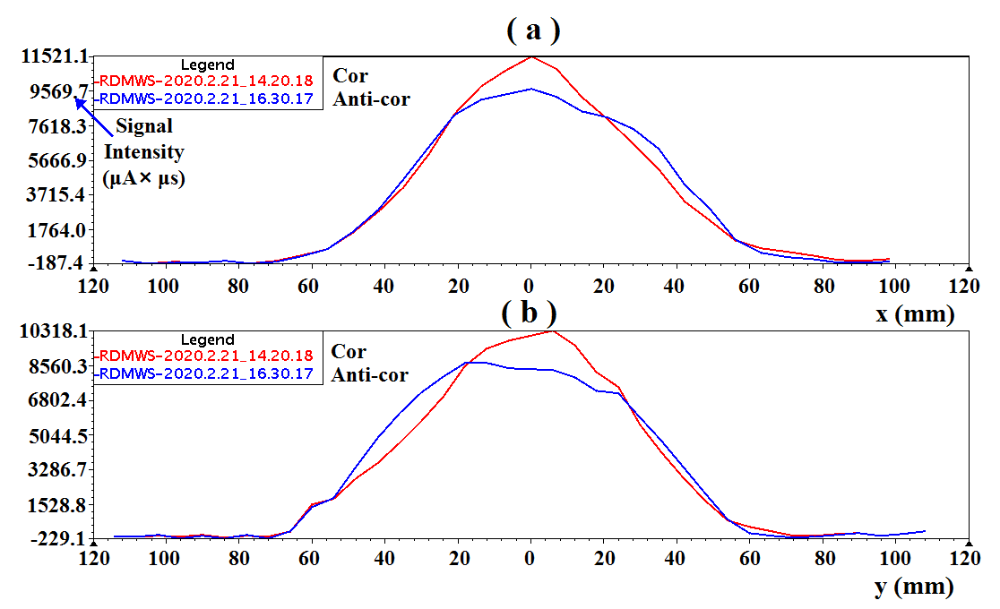 ( a )
11521.1
9569.7
7618.3
5666.9
3715.4
1764.0
-187.4
Legend
RDMWS-2020.2.21_14.20.18
RDMWS-2020.2.21_16.30.17
Cor
Anti-cor
Signal
Intensity
(μA× μs)
120 100 80 60 40 20 0 20 40 60 80 100 120
x (mm)
( b )
10318.1
8560.3
6802.4
5044.5
3286.7
1528.8
-229.1
Legend
RDMWS-2020.2.21_14.20.18
RDMWS-2020.2.21_16.30.17
Cor
Anti-cor
120 100 80 60 40 20 0 20 40 60 80 100 120
y (mm)